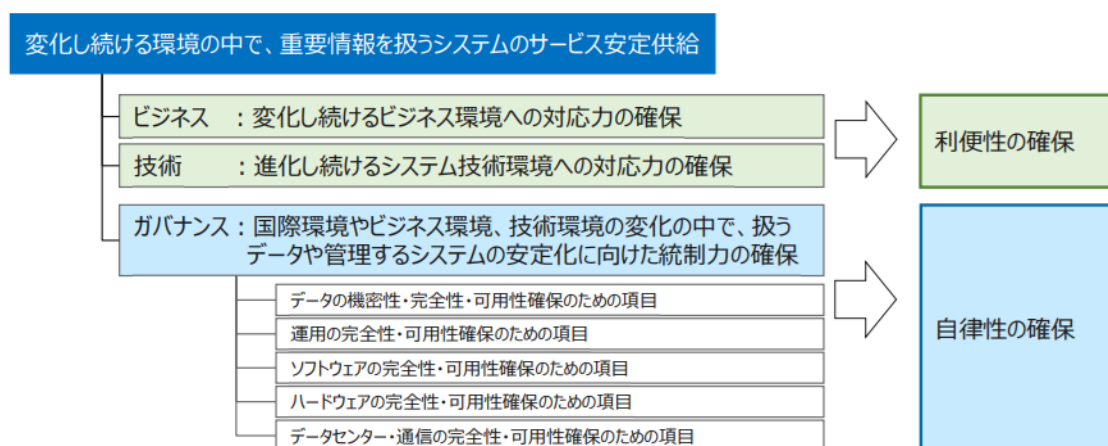 変化し続ける環境の中で、重要情報を扱うシステムのサービス安定供給
ビジネス ：変化し続けるビジネス環境への対応力の確保
技術 ：進化し続けるシステム技術環境への対応力の確保
利便性の確保
ガバナンス：国際環境やビジネス環境、技術環境の変化の中で、扱う
データや管理するシステムの安定化に向けた統制力の確保
データの機密性・完全性・可用性確保のための項目
運用の完全性・可用性確保のための項目
ソフトウェアの完全性・可用性確保のための項目
ハードウェアの完全性・可用性確保のための項目
データセンター・通信の完全性・可用性確保のための項目
自律性の確保